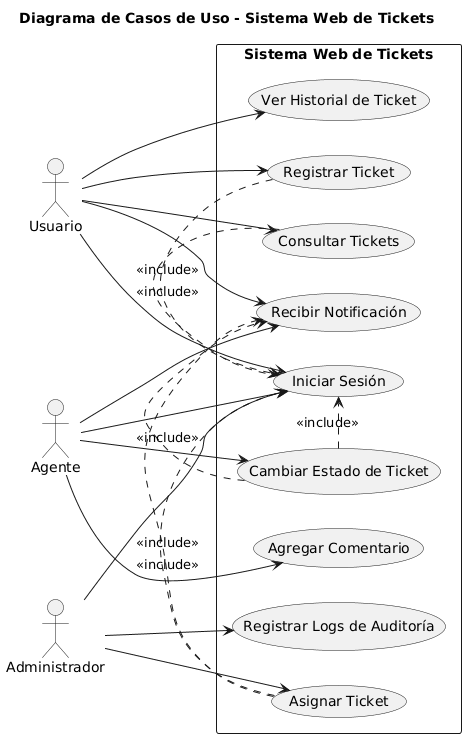 Diagrama de Casos de Uso - Sistema Web de Tickets
Sistema Web de Tickets
Ver Historial de Ticket
Registrar Ticket
Usuario
Consultar Tickets
«include»
«include»
Recibir Notificación
Iniciar Sesión
«include»
«include»
Agente
Cambiar Estado de Ticket
«include»
«include»
Agregar Comentario
Registrar Logs de Auditoría
Administrador
Asignar Ticket